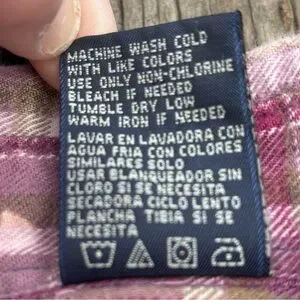 MACHINE WASH COLD
WITH LIKE COLORS
USE ONLY NON-CHLORINE
BLEACH IF NEEDED
TUMBLE DRY LOW
WARM IRON IF NEEDED
LAVAR EN LAVADORA CON
AGUA FRIA CON COLORES
SIMILARES SOLO
USAR BLANQUEADOR SIN
CLORO SI SE NECESITA
SECADORA CICLO LENTO
PLANCHA TIBIA SI SE
NECESITA